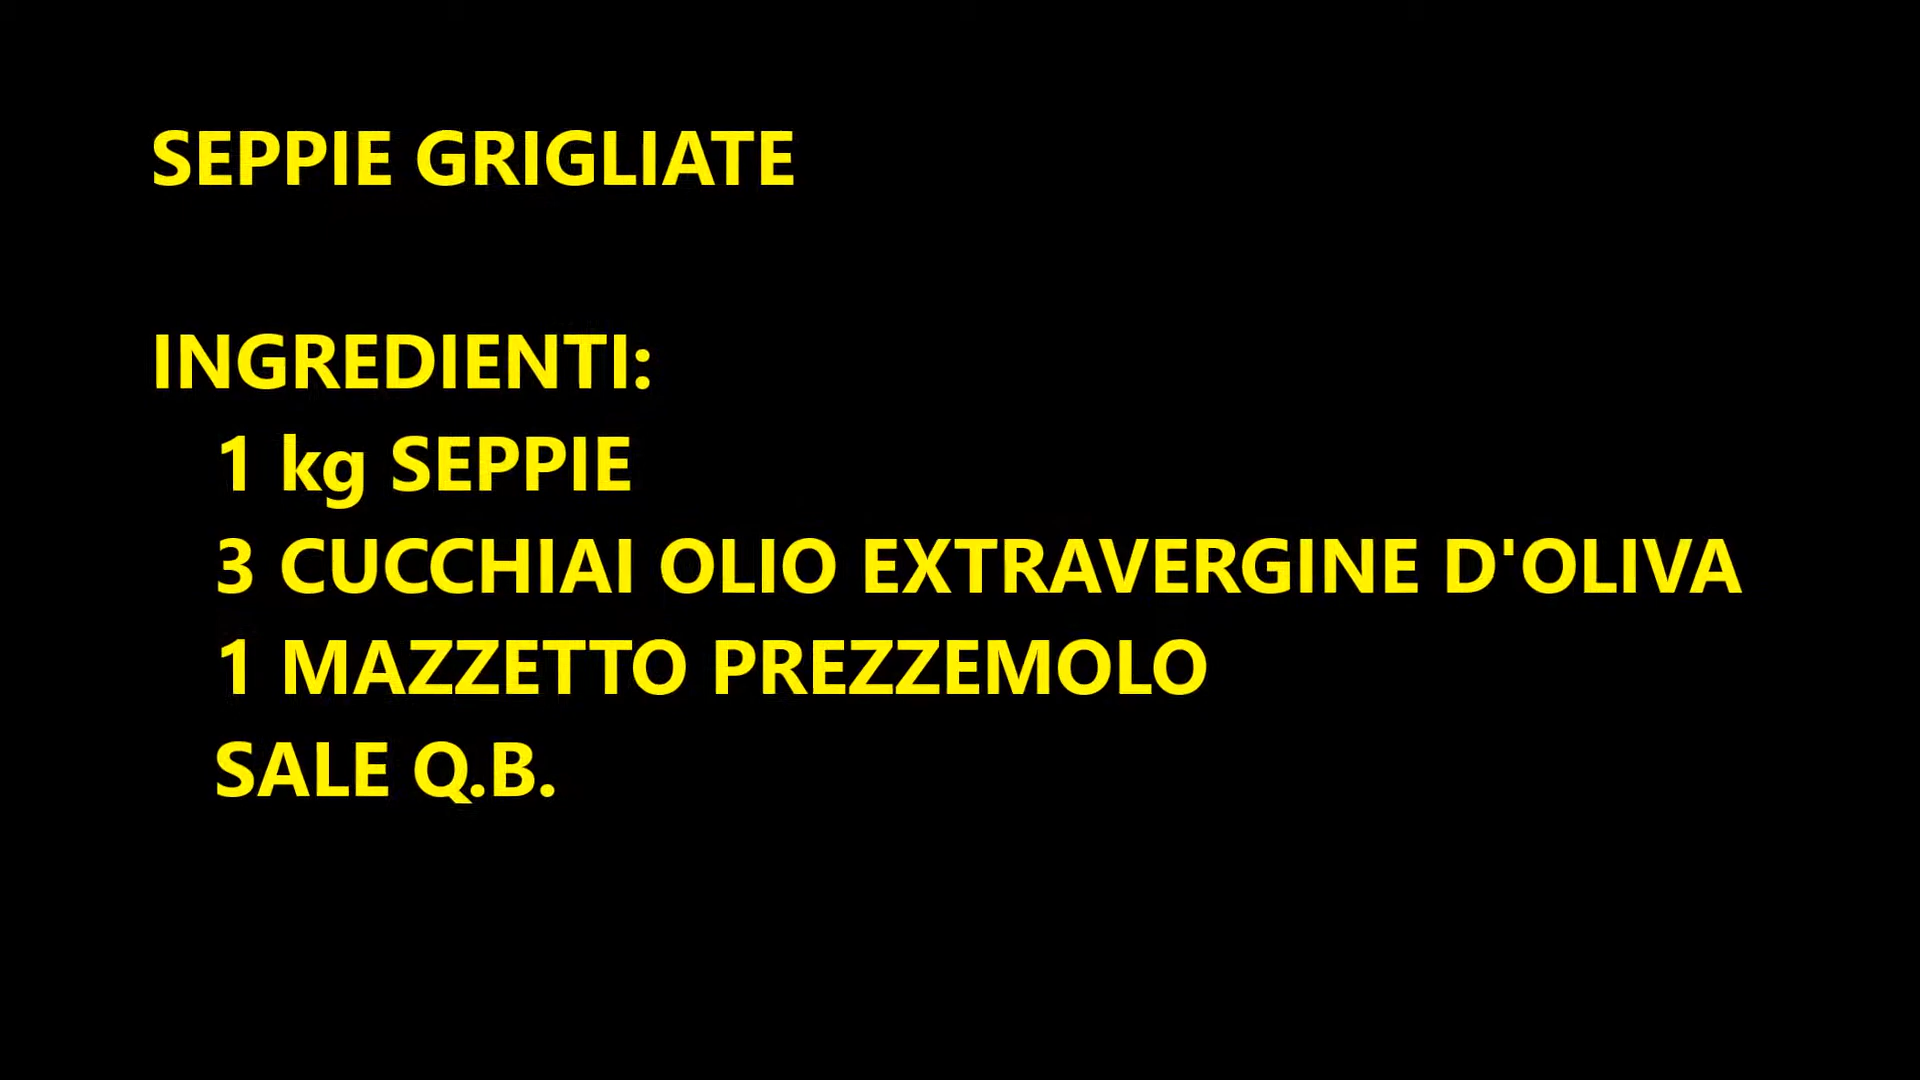 SEPPIE GRIGLIATE
INGREDIENTI:
1 kg SEPPIE
3 CUCCHIAI OLIO EXTRAVERGINE D'OLIVA
1 MAZZETTO PREZZEMOLO
SALE Q.B.